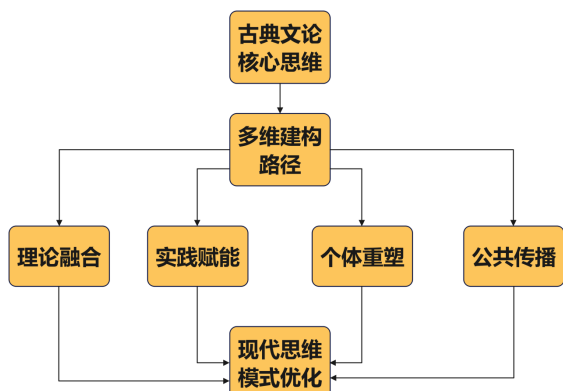 古典文论
核心思维
多维建构
路径
理论融合
实践赋能
个体重塑
公共传播
现代思维
模式优化